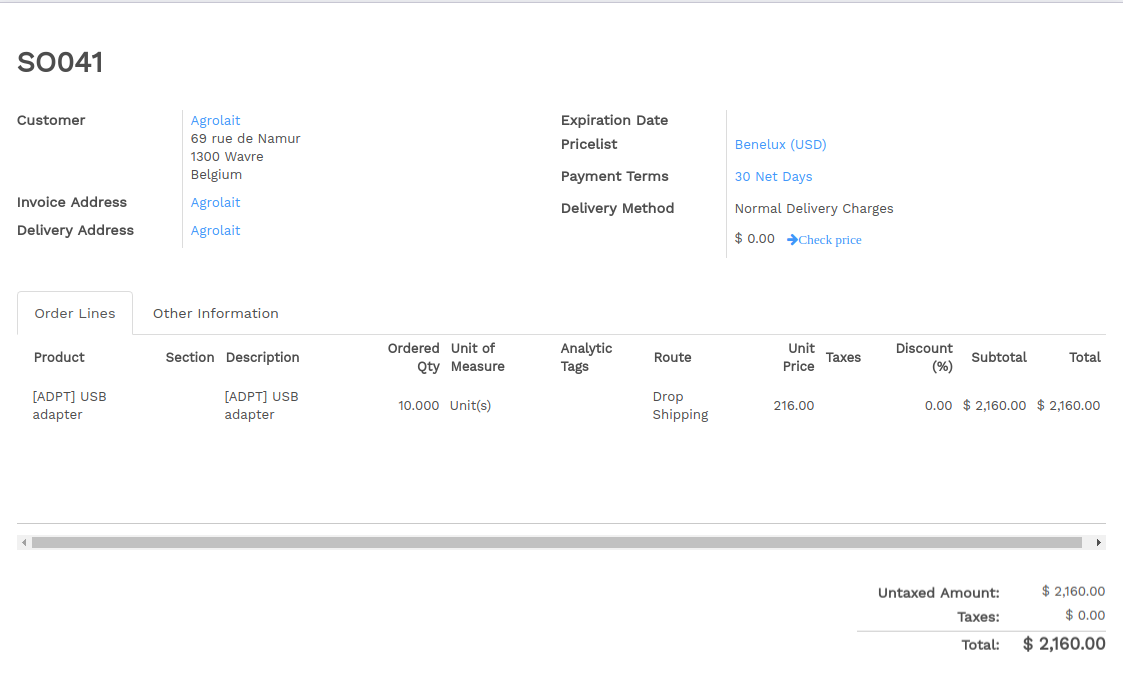 SO041
Customer
Agrolait
69 rue de Namur
1300 Wavre
Belgium
Invoice Address
Agrolait
Delivery Address
Agrolait
Expiration Date
Pricelist
Benelux (USD)
Payment Terms
30 Net Days
Delivery Method
Normal Delivery Charges
$ 0.00 Check price
Order Lines Other Information
Product Section Description Ordered Qty Unit of Measure Analytic Tags Route Unit Price Taxes Discount (%) Subtotal Total
[ADPT] USB adapter [ADPT] USB adapter 10.000 Unit(s) Drop Shipping 216.00 0.00 $ 2,160.00 $ 2,160.00
Untaxed Amount: $ 2,160.00
Taxes: $ 0.00
Total: $ 2,160.00